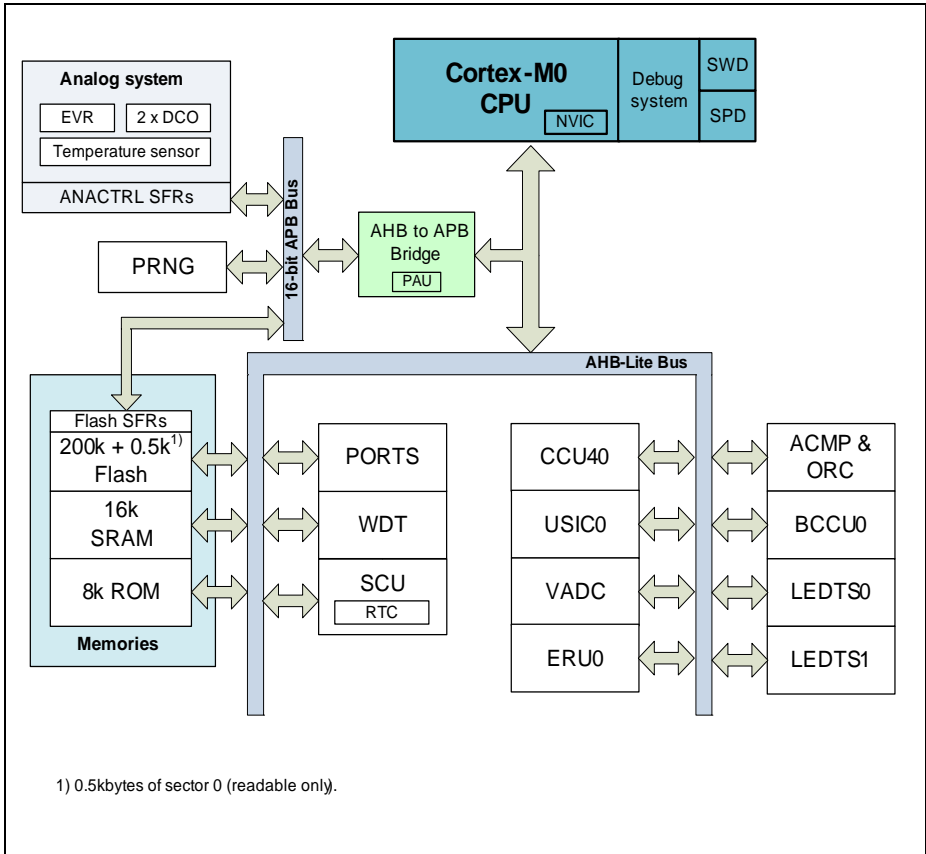 Analog system
EVR
2 x DCO
Temperature sensor
ANACTRL SFRs
Cortex-M0
CPU
NVIC
Debug
system
SWD
SPD
16-bit APB Bus
AHB to APB
Bridge
PAU
PRNG
AHB-Lite Bus
Flash SFRs
200k + 0.5k1)
Flash
16k
SRAM
8k ROM
Memories
PORTS
WDT
SCU
RTC
CCU40
USIC0
VADC
ERU0
ACMP &
ORC
BCCU0
LEDTS0
LEDTS1
1) 0.5kbytes of sector 0 (readable only).